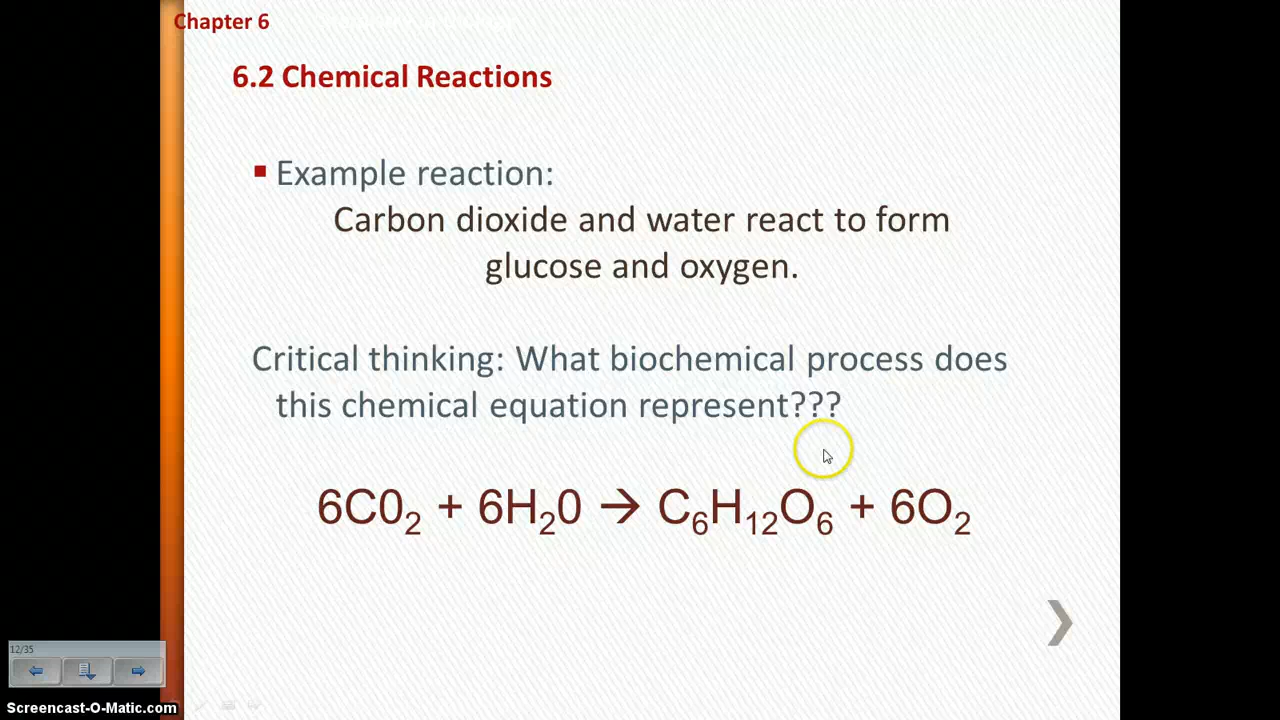 Chapter 6
6.2 Chemical Reactions
Example reaction:
Carbon dioxide and water react to form
glucose and oxygen.
Critical thinking: What biochemical process does
this chemical equation represent???
6C0₂ + 6H₂0 → C₆H₁₂O₆ + 6O₂
12/35
Screencast-O-Matic.com